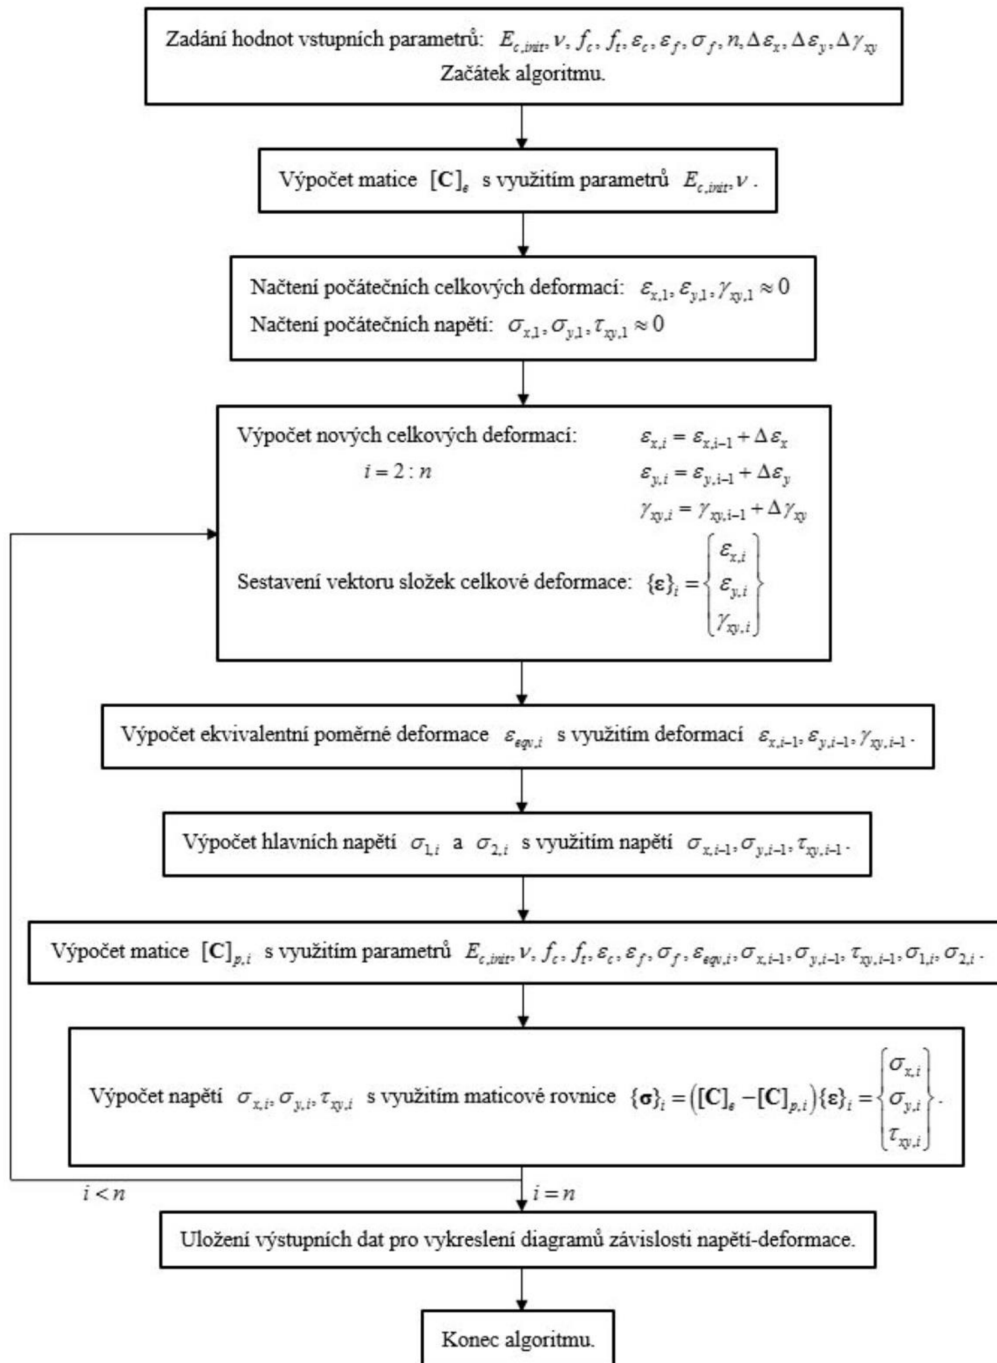 Zadání hodnot vstupních parametrů: E_{c,init}, ν, f_c, f_t, ε_c, ε_f, σ_f, n, Δε_x, Δε_y, Δγ_{xy}
Začátek algoritmu.
Výpočet matice [C]_e s využitím parametrů E_{c,init}, ν.
Načtení počátečních celkových deformací: ε_{x,1}, ε_{y,1}, γ_{xy,1} ≈ 0
Načtení počátečních napětí: σ_{x,1}, σ_{y,1}, τ_{xy,1} ≈ 0
Výpočet nových celkových deformací: ε_{x,i} = ε_{x,i−1} + Δε_x
i = 2 : n ε_{y,i} = ε_{y,i−1} + Δε_y
γ_{xy,i} = γ_{xy,i−1} + Δγ_{xy}
Sestavení vektoru složek celkové deformace: {ε}_i = {ε_{x,i} ε_{y,i} γ_{xy,i}}
Výpočet ekvivalentní poměrné deformace ε_{eqv,i} s využitím deformací ε_{x,i−1}, ε_{y,i−1}, γ_{xy,i−1}.
Výpočet hlavních napětí σ_{1,i} a σ_{2,i} s využitím napětí σ_{x,i−1}, σ_{y,i−1}, τ_{xy,i−1}.
Výpočet matice [C]_{p,i} s využitím parametrů E_{c,init}, ν, f_c, f_t, ε_c, ε_f, σ_f, ε_{eqv,i}, σ_{x,i−1}, σ_{y,i−1}, τ_{xy,i−1}, σ_{1,i}, σ_{2,i}.
Výpočet napětí σ_{x,i}, σ_{y,i}, τ_{xy,i} s využitím maticové rovnice {σ}_i = ([C]_e − [C]_{p,i}){ε}_i = {σ_{x,i} σ_{y,i} τ_{xy,i}}.
i < n
i = n
Uložení výstupních dat pro vykreslení diagramů závislosti napětí-deformace.
Konec algoritmu.